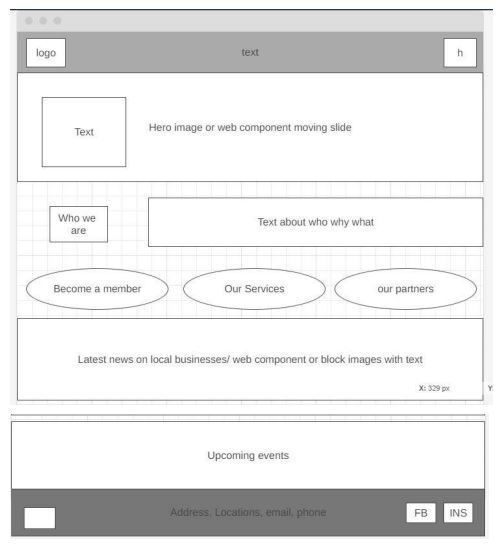 logo
text
h
Text
Hero image or web component moving slide
Who we
are
Text about who why what
Become a member
Our Services
our partners
Latest news on local businesses/ web component or block images with text
X: 329 px
Y
Upcoming events
Address, Locations, email, phone
FB
INS